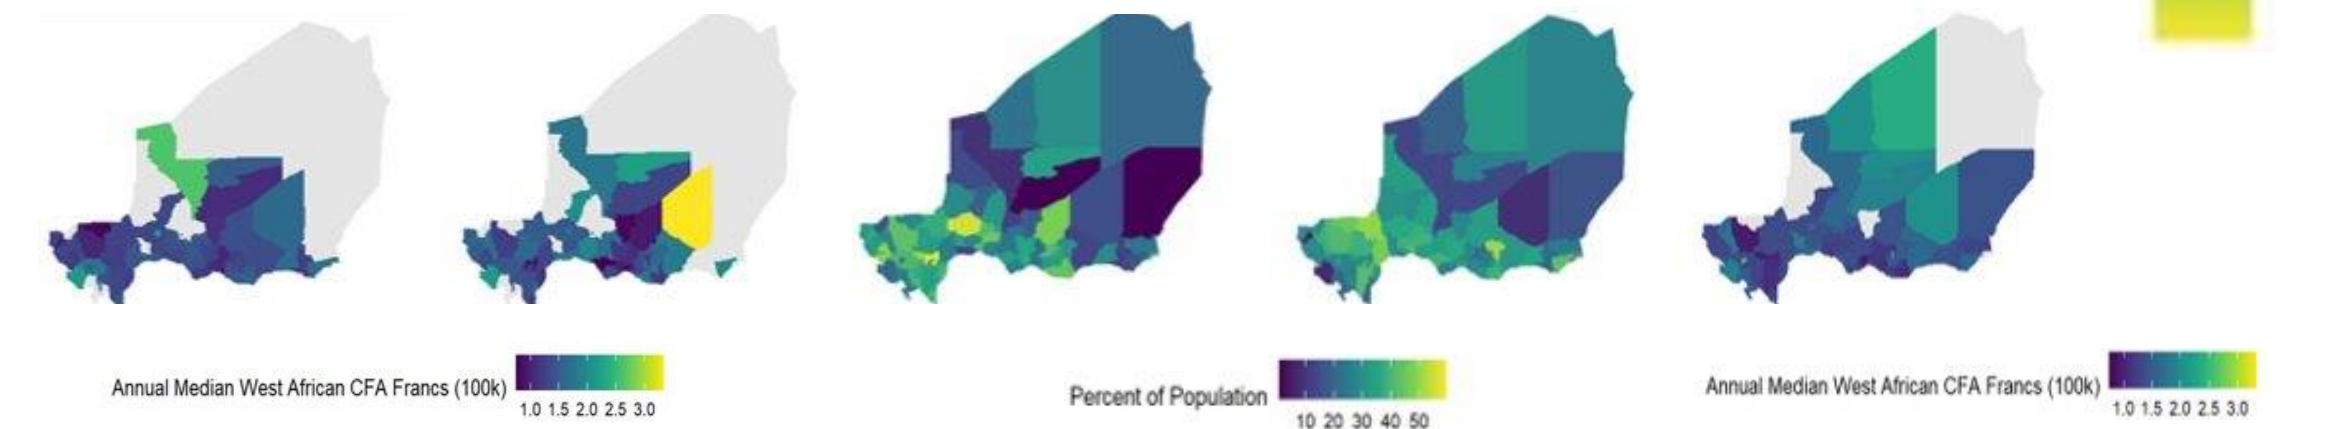 Annual Median West African CFA Francs (100k)
1.0 1.5 2.0 2.5 3.0
Percent of Population
10 20 30 40 50
Annual Median West African CFA Francs (100k)
1.0 1.5 2.0 2.5 3.0